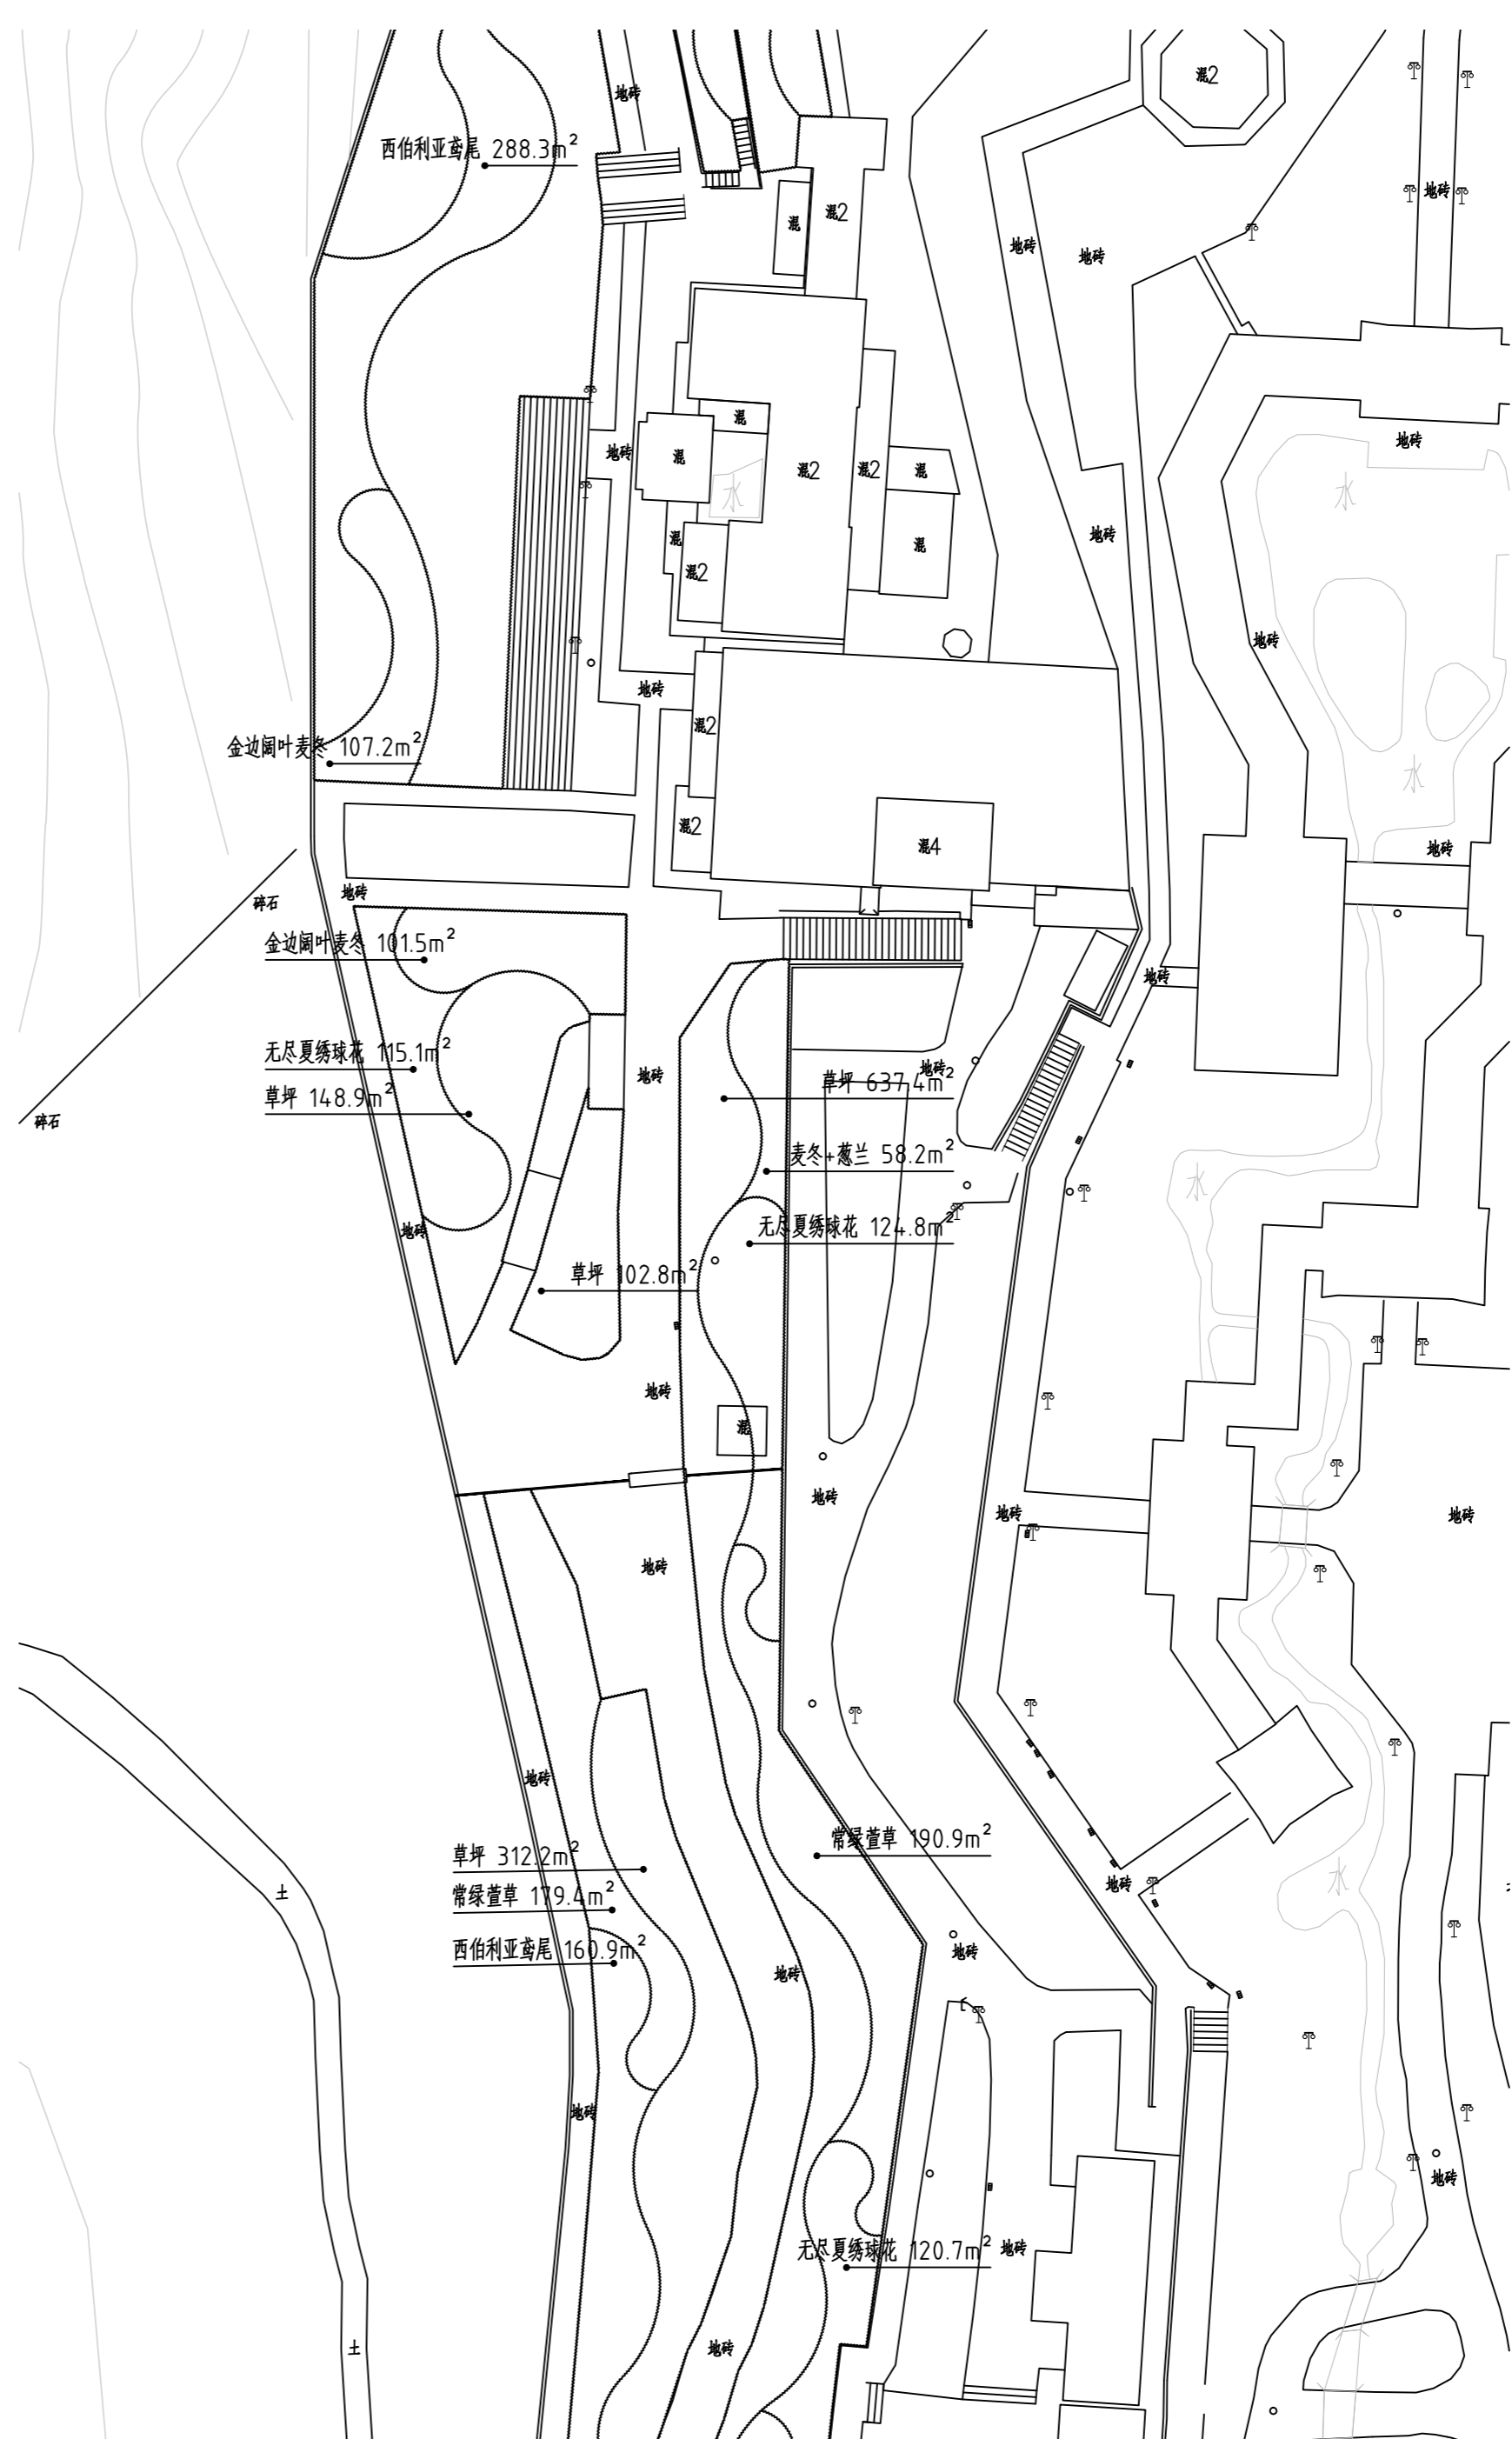 混2
地砖
西伯利亚鸢尾 288.3m²
地砖
混2
混
地砖
地砖
混
地砖
地砖
混
混2
混2
混
水
水
地砖
混
混
混2
地砖
地砖
混2
金边阔叶麦冬 107.2m²
水
混2
混4
地砖
地砖
碎石
金边阔叶麦冬 101.5m²
地砖
无尽夏绣球花 115.1m²
地砖
地砖
草坪 637.4m²
草坪 148.9m²
碎石
麦冬+葱兰 58.2m²
水
地砖
无尽夏绣球花 124.8m²
草坪 102.8m²
地砖
混
地砖
地砖
地砖
地砖
地砖
常绿萱草 190.9m²
草坪 312.2m²
地砖
土
常绿萱草 179.4m²
水
西伯利亚鸢尾 160.9m²
地砖
地砖
地砖
地砖
无尽夏绣球花 120.7m²
地砖
土
地砖